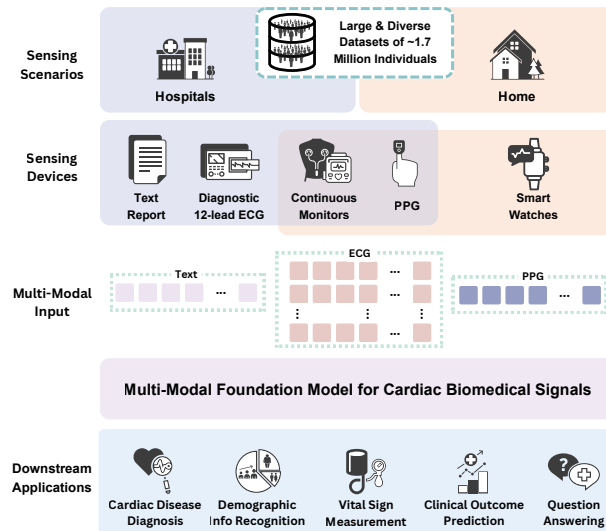 Sensing
Scenarios
Large & Diverse
Datasets of ~1.7
Million Individuals
Hospitals
Home
Sensing
Devices
Text
Report
Diagnostic
12-lead ECG
Continuous
Monitors
PPG
Smart
Watches
Multi-Modal
Input
Text
...
ECG
...
...
...
PPG
...
Multi-Modal Foundation Model for Cardiac Biomedical Signals
Downstream
Applications
Cardiac Disease
Diagnosis
Demographic
Info Recognition
Vital Sign
Measurement
Clinical Outcome
Prediction
?
Question
Answering